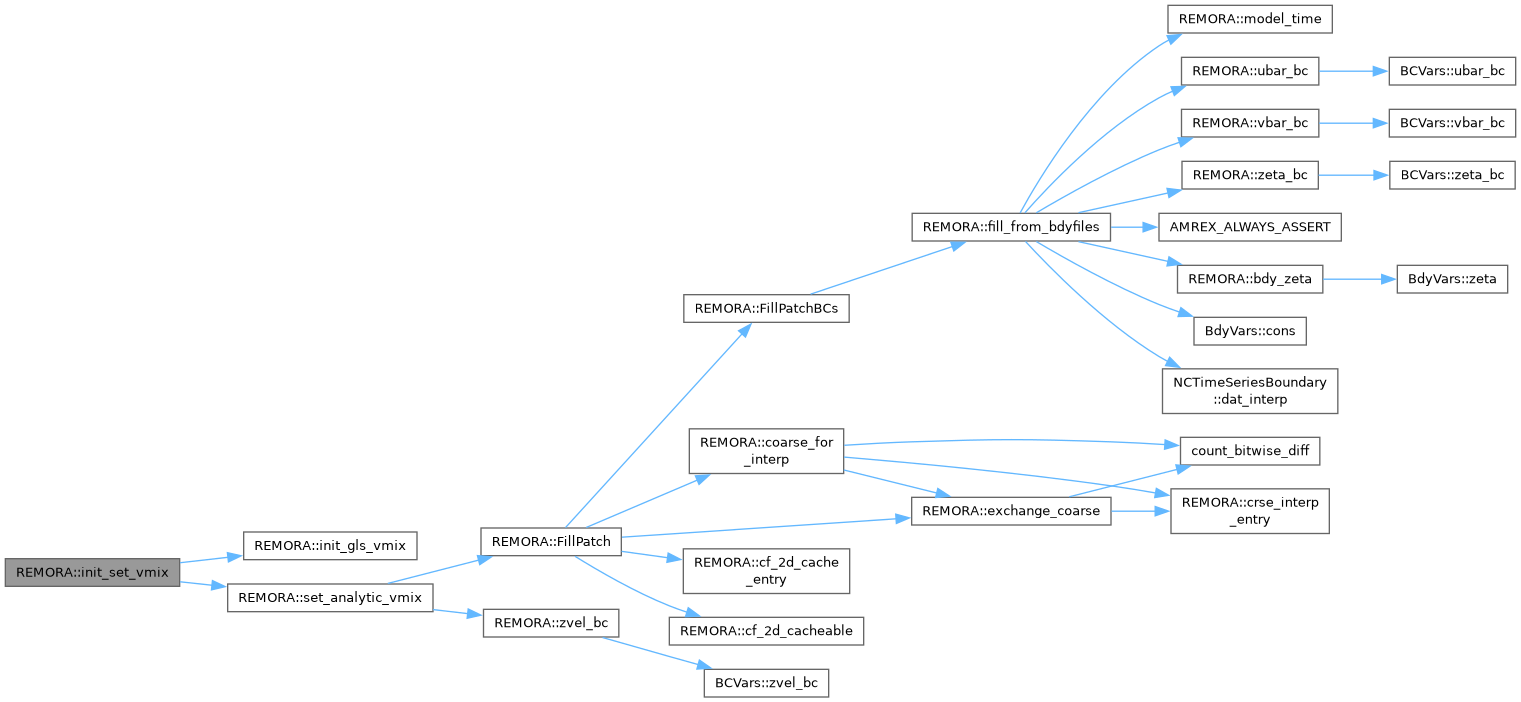 REMORA::model_time
REMORA::ubar_bc
BCVars::ubar_bc
REMORA::vbar_bc
BCVars::vbar_bc
REMORA::zeta_bc
BCVars::zeta_bc
REMORA::fill_from_bdyfiles
AMREX_ALWAYS_ASSERT
REMORA::bdy_zeta
BdyVars::zeta
REMORA::FillPatchBCs
BdyVars::cons
NCTimeSeriesBoundary
::dat_interp
REMORA::coarse_for
_interp
count_bitwise_diff
REMORA::exchange_coarse
REMORA::crse_interp
_entry
REMORA::FillPatch
REMORA::init_gls_vmix
REMORA::init_set_vmix
REMORA::cf_2d_cache
_entry
REMORA::set_analytic_vmix
REMORA::zvel_bc
REMORA::cf_2d_cacheable
BCVars::zvel_bc